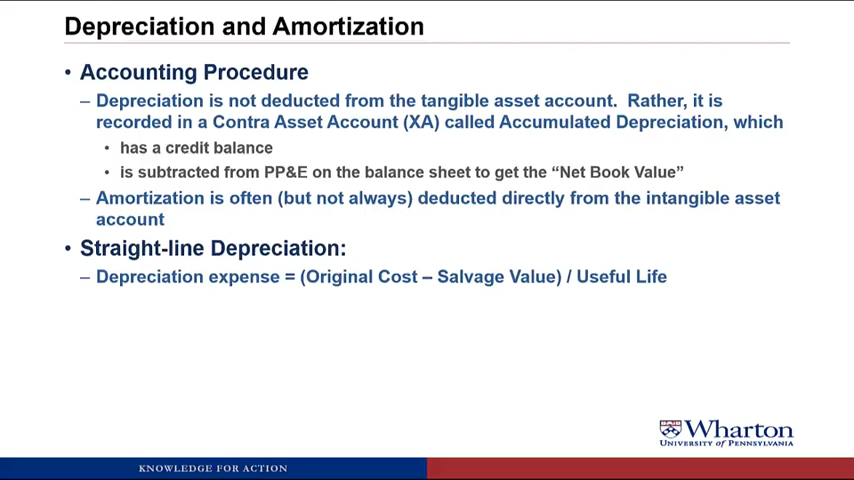 Depreciation and Amortization
• Accounting Procedure
– Depreciation is not deducted from the tangible asset account.  Rather, it is
recorded in a Contra Asset Account (XA) called Accumulated Depreciation, which
• has a credit balance
• is subtracted from PP&E on the balance sheet to get the “Net Book Value”
– Amortization is often (but not always) deducted directly from the intangible asset
account
• Straight-line Depreciation:
– Depreciation expense = (Original Cost – Salvage Value) / Useful Life
Wharton
UNIVERSITY of PENNSYLVANIA
KNOWLEDGE FOR ACTION